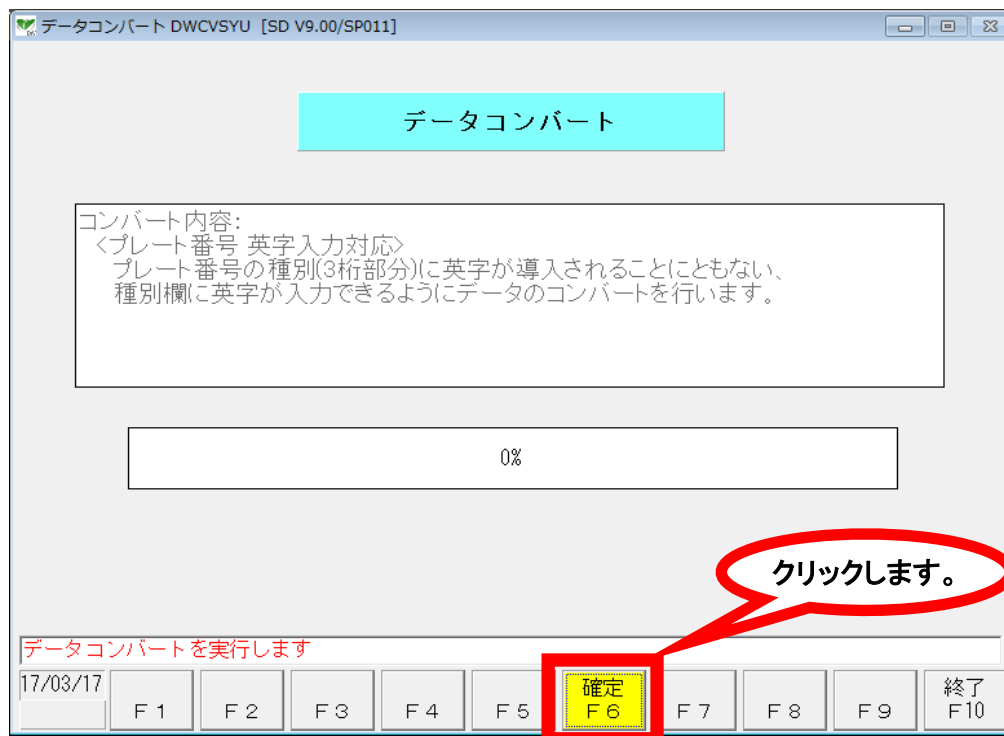 データコンバート DWCVSYU [SD V9.00/SP011]
データコンバート
コンバート内容:
<プレート番号 英字入力対応>
プレート番号の種別(3桁部分)に英字が導入されることにともない、
種別欄に英字が入力できるようにデータのコンバートを行います。
0%
クリックします。
データコンバートを実行します
17/03/17
F1
F2
F3
F4
F5
確定
F6
F7
F8
F9
終了
F10